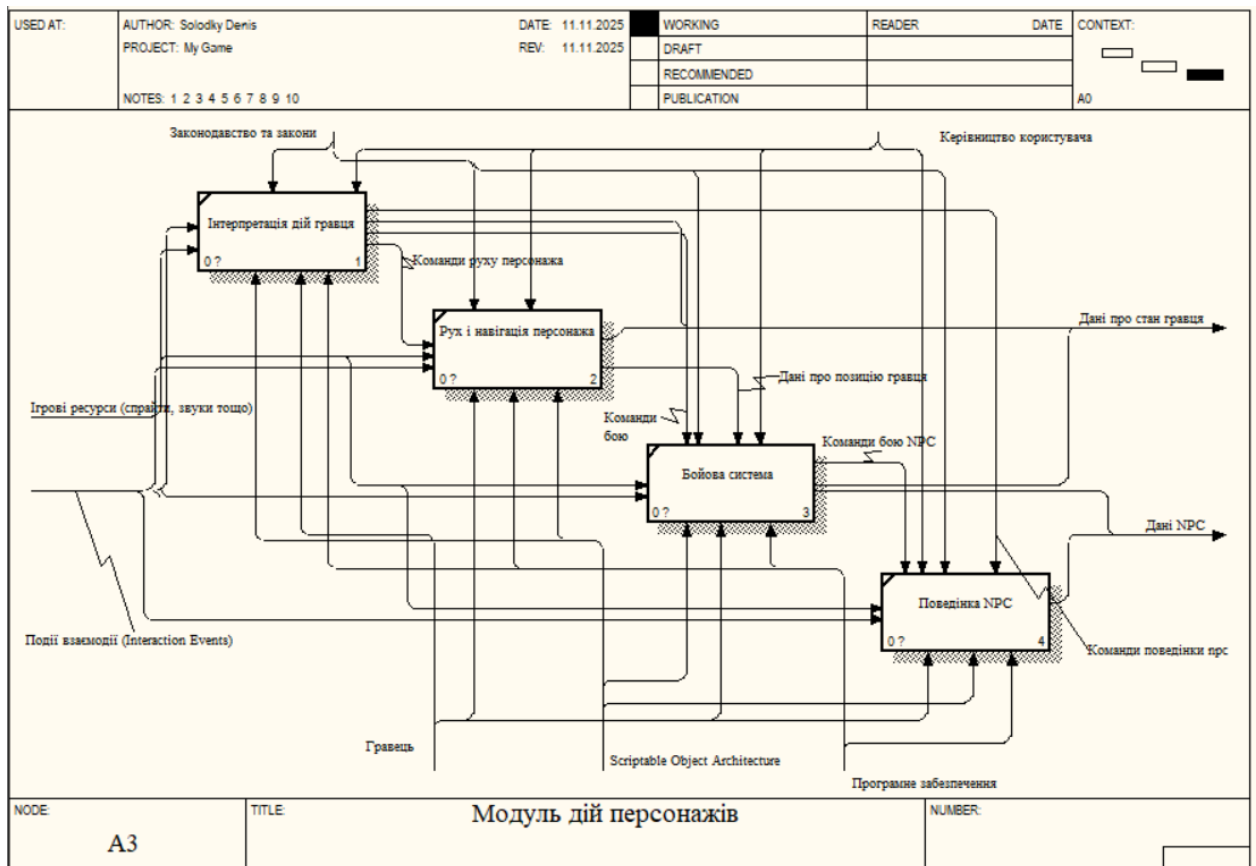 USED AT:
AUTHOR: Solodky Denis
DATE: 11.11.2025
PROJECT: My Game
REV: 11.11.2025
NOTES: 1 2 3 4 5 6 7 8 9 10
WORKING
DRAFT
RECOMMENDED
PUBLICATION
READER
DATE
CONTEXT:
A0
Законодавство та закони
Керівництво користувача
Інтерпретація дій гравця
0 ?
1
Команди руху персонажа
Рух і навігація персонажа
0 ?
2
Дані про стан гравця
Дані про позицію гравця
Ігрові ресурси (спрайти, звуки тощо)
Команди
бою
Команди бою NPC
Бойова система
0 ?
3
Дані NPC
Поведінка NPC
0 ?
4
Події взаємодії (Interaction Events)
Команди поведінки npc
Гравець
Scriptable Object Architecture
Програмне забезпечення
NODE:
A3
TITLE:
Модуль дій персонажів
NUMBER: